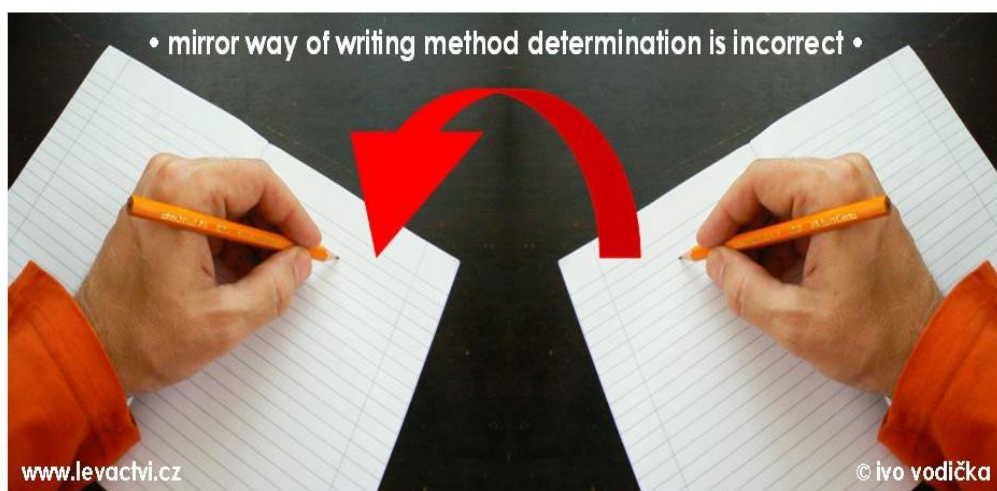 • mirror way of writing method determination is incorrect •
www.levactvi.cz
© ivo vodička